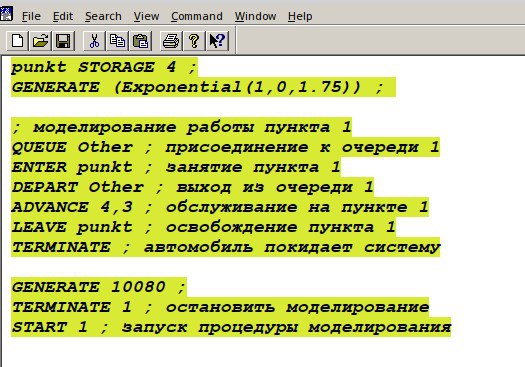 File Edit Search View Command Window Help
punkt STORAGE 4 ;
GENERATE (Exponential(1,0,1.75)) ;
; моделирование работы пункта 1
QUEUE Other ; присоединение к очереди 1
ENTER punkt ; занятие пункта 1
DEPART Other ; выход из очереди 1
ADVANCE 4,3 ; обслуживание на пункте 1
LEAVE punkt ; освобождение пункта 1
TERMINATE ; автомобиль покидает систему
GENERATE 10080 ;
TERMINATE 1 ; остановить моделирование
START 1 ; запуск процедуры моделирования